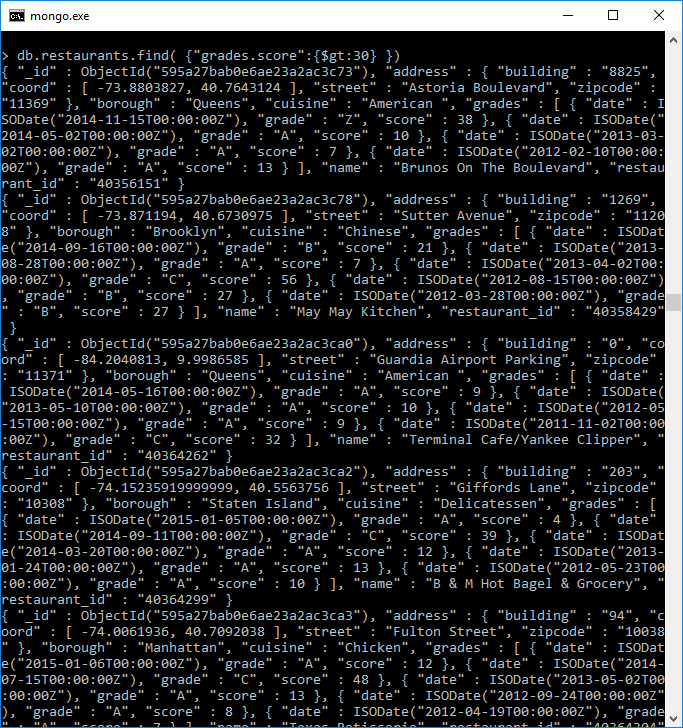 mongo.exe
> db.restaurants.find( {"grades.score":{$gt:30} })
{ "_id" : ObjectId("595a27bab0e6ae23a2ac3c73"), "address" : { "building" : "8825",
"coord" : [ -73.8803827, 40.7643124 ], "street" : "Astoria Boulevard", "zipcode" :
"11369" }, "borough" : "Queens", "cuisine" : "American ", "grades" : [ { "date" : I
SODate("2014-11-15T00:00:00Z"), "grade" : "Z", "score" : 38 }, { "date" : ISODate("
2014-05-02T00:00:00Z"), "grade" : "A", "score" : 10 }, { "date" : ISODate("2013-03-
02T00:00:00Z"), "grade" : "A", "score" : 7 }, { "date" : ISODate("2012-02-10T00:00:
00Z"), "grade" : "A", "score" : 13 } ], "name" : "Brunos On The Boulevard", "restau
rant_id" : "40356151" }
{ "_id" : ObjectId("595a27bab0e6ae23a2ac3c78"), "address" : { "building" : "1269",
"coord" : [ -73.871194, 40.6730975 ], "street" : "Sutter Avenue", "zipcode" : "1120
8" }, "borough" : "Brooklyn", "cuisine" : "Chinese", "grades" : [ { "date" : ISODat
e("2014-09-16T00:00:00Z"), "grade" : "B", "score" : 21 }, { "date" : ISODate("2013-
08-28T00:00:00Z"), "grade" : "A", "score" : 7 }, { "date" : ISODate("2013-04-02T00:
00:00Z"), "grade" : "C", "score" : 56 }, { "date" : ISODate("2012-08-15T00:00:00Z")
, "grade" : "B", "score" : 27 }, { "date" : ISODate("2012-03-28T00:00:00Z"), "grade
" : "B", "score" : 27 } ], "name" : "May May Kitchen", "restaurant_id" : "40358429"
}
{ "_id" : ObjectId("595a27bab0e6ae23a2ac3ca0"), "address" : { "building" : "0", "co
ord" : [ -84.2040813, 9.9986585 ], "street" : "Guardia Airport Parking", "zipcode"
: "11371" }, "borough" : "Queens", "cuisine" : "American ", "grades" : [ { "date" :
ISODate("2014-05-16T00:00:00Z"), "grade" : "A", "score" : 9 }, { "date" : ISODate(
"2013-05-10T00:00:00Z"), "grade" : "A", "score" : 10 }, { "date" : ISODate("2012-05
-15T00:00:00Z"), "grade" : "A", "score" : 9 }, { "date" : ISODate("2011-11-02T00:00
:00Z"), "grade" : "C", "score" : 32 } ], "name" : "Terminal Cafe/Yankee Clipper", "
restaurant_id" : "40364262" }
{ "_id" : ObjectId("595a27bab0e6ae23a2ac3ca2"), "address" : { "building" : "203", "
coord" : [ -74.15235919999999, 40.5563756 ], "street" : "Giffords Lane", "zipcode"
: "10308" }, "borough" : "Staten Island", "cuisine" : "Delicatessen", "grades" : [
{ "date" : ISODate("2015-01-05T00:00:00Z"), "grade" : "A", "score" : 4 }, { "date"
: ISODate("2014-09-11T00:00:00Z"), "grade" : "C", "score" : 39 }, { "date" : ISODat
e("2014-03-20T00:00:00Z"), "grade" : "A", "score" : 12 }, { "date" : ISODate("2013-
01-24T00:00:00Z"), "grade" : "A", "score" : 13 }, { "date" : ISODate("2012-05-23T00
:00:00Z"), "grade" : "A", "score" : 10 } ], "name" : "B & M Hot Bagel & Grocery", "
restaurant_id" : "40364299" }
{ "_id" : ObjectId("595a27bab0e6ae23a2ac3ca3"), "address" : { "building" : "94", "c
oord" : [ -74.0061936, 40.7092038 ], "street" : "Fulton Street", "zipcode" : "10038
" }, "borough" : "Manhattan", "cuisine" : "Chicken", "grades" : [ { "date" : ISODat
e("2015-01-06T00:00:00Z"), "grade" : "A", "score" : 12 }, { "date" : ISODate("2014-
07-15T00:00:00Z"), "grade" : "C", "score" : 48 }, { "date" : ISODate("2013-05-02T00
:00:00Z"), "grade" : "A", "score" : 13 }, { "date" : ISODate("2012-09-24T00:00:00Z"
), "grade" : "A", "score" : 8 }, { "date" : ISODate("2012-04-19T00:00:00Z"), "grade